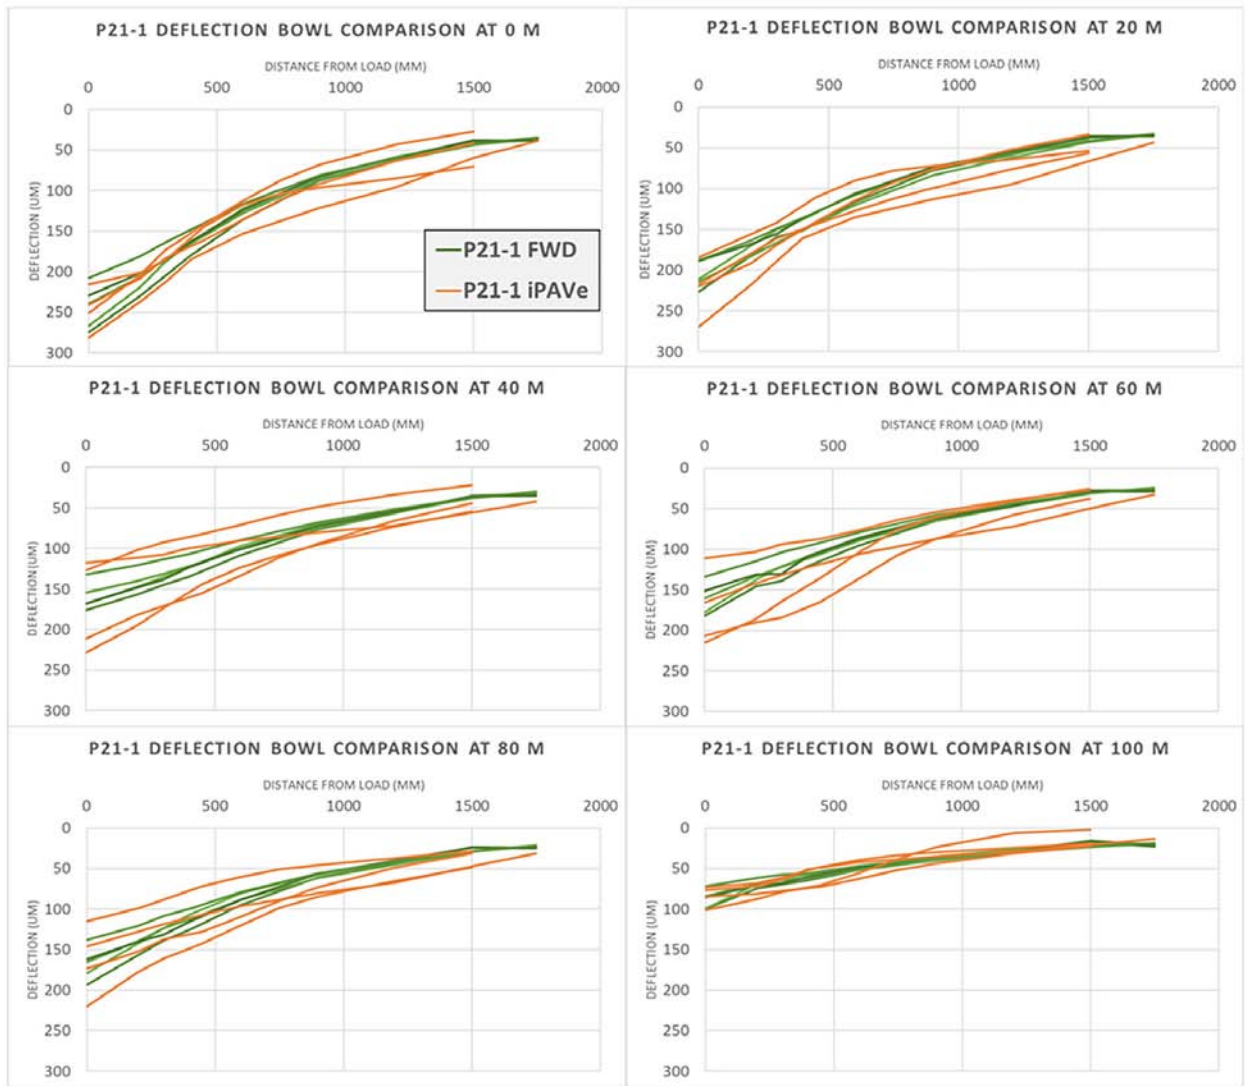 P21-1 DEFLECTION BOWL COMPARISON AT 0 M
DISTANCE FROM LOAD (MM)
0 500 1000 1500 2000
0
50
100
150
200
250
300
DEFLECTION (UM)
P21-1 FWD
P21-1 iPAVe
P21-1 DEFLECTION BOWL COMPARISON AT 20 M
DISTANCE FROM LOAD (MM)
0 500 1000 1500 2000
0
50
100
150
200
250
300
DEFLECTION (UM)
P21-1 DEFLECTION BOWL COMPARISON AT 40 M
DISTANCE FROM LOAD (MM)
0 500 1000 1500 2000
0
50
100
150
200
250
300
DEFLECTION(UM)
P21-1 DEFLECTION BOWL COMPARISON AT 60 M
DISTANCE FROM LOAD (MM)
0 500 1000 1500 2000
0
50
100
150
200
250
300
DEFLECTION (UM)
P21-1 DEFLECTION BOWL COMPARISON AT 80 M
DISTANCE FROM LOAD (MM)
0 500 1000 1500 2000
0
50
100
150
200
250
300
DEFLECTION (UM)
P21-1 DEFLECTION BOWL COMPARISON AT 100 M
DISTANCE FROM LOAD (MM)
0 500 1000 1500 2000
0
50
100
150
200
250
300
DEFLECTION (UM)